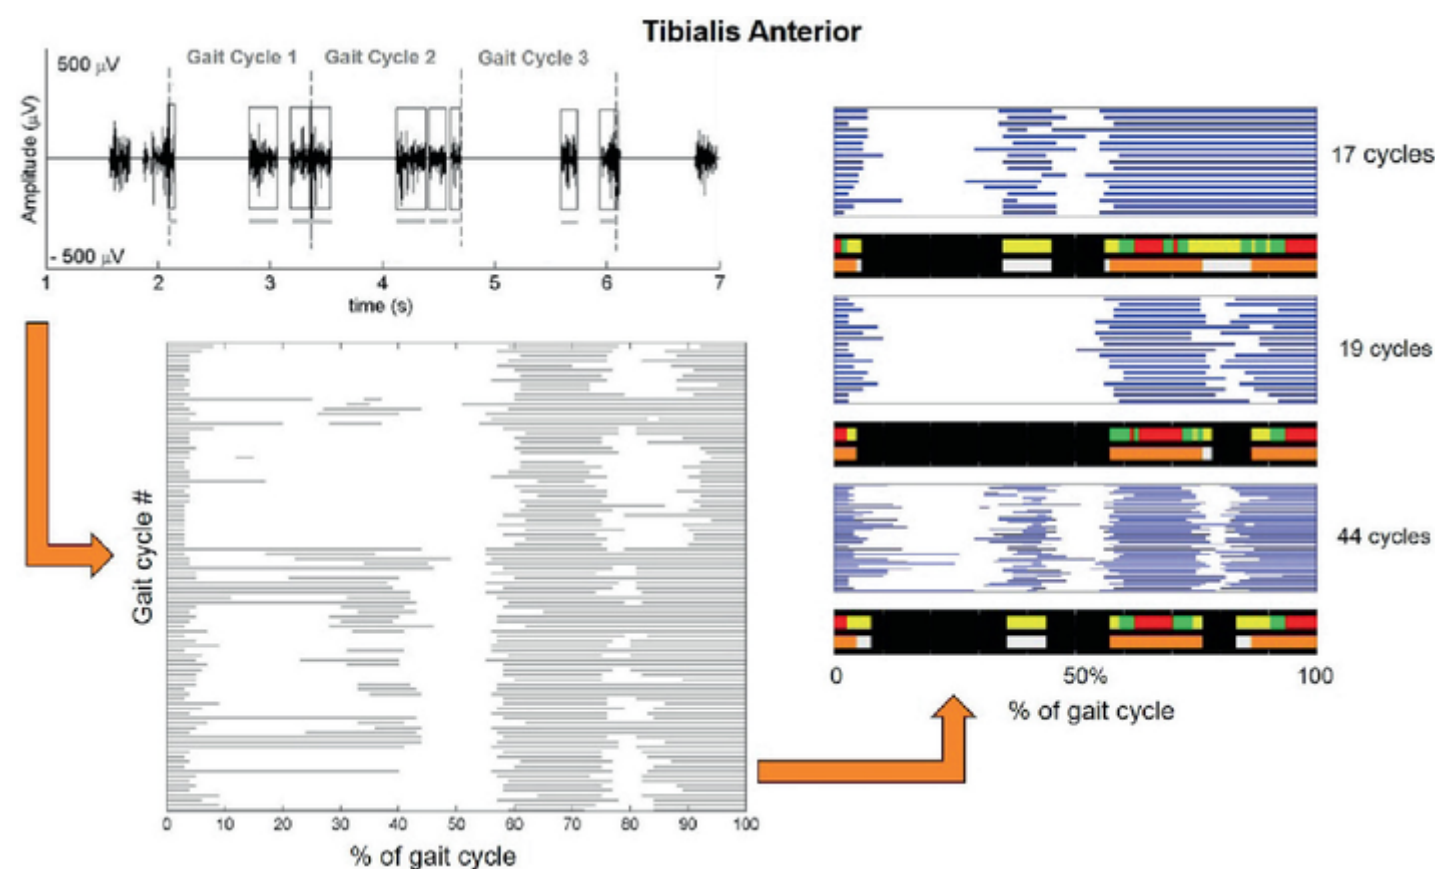 Tibialis Anterior
Gait Cycle 1
Gait Cycle 2
Gait Cycle 3
500 µV
Amplitude (µV)
- 500 µV
1 2 3 4 5 6 7
time (s)
Gait cycle #
0 10 20 30 40 50 60 70 80 90 100
% of gait cycle
17 cycles
19 cycles
44 cycles
0 50% 100
% of gait cycle